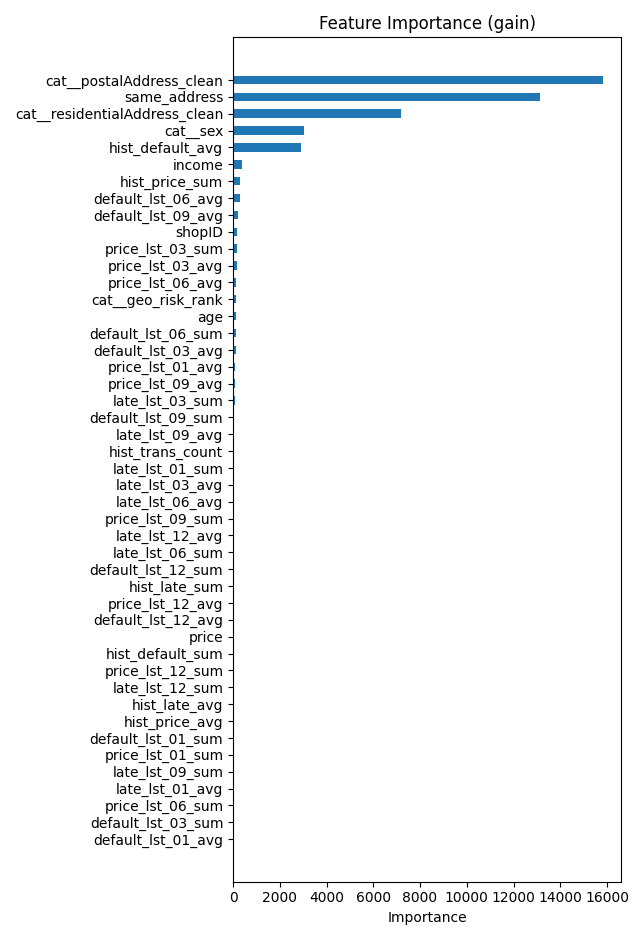 Feature Importance (gain)
cat__postalAddress_clean
same_address
cat__residentialAddress_clean
cat__sex
hist_default_avg
income
hist_price_sum
default_lst_06_avg
default_lst_09_avg
shopID
price_lst_03_sum
price_lst_03_avg
price_lst_06_avg
cat__geo_risk_rank
age
default_lst_06_sum
default_lst_03_avg
price_lst_01_avg
price_lst_09_avg
late_lst_03_sum
default_lst_09_sum
late_lst_09_avg
hist_trans_count
late_lst_01_sum
late_lst_03_avg
late_lst_06_avg
price_lst_09_sum
late_lst_12_avg
late_lst_06_sum
default_lst_12_sum
hist_late_sum
price_lst_12_avg
default_lst_12_avg
price
hist_default_sum
price_lst_12_sum
late_lst_12_sum
hist_late_avg
hist_price_avg
default_lst_01_sum
price_lst_01_sum
late_lst_09_sum
late_lst_01_avg
price_lst_06_sum
default_lst_03_sum
default_lst_01_avg
0 2000 4000 6000 8000 10000 12000 14000 16000
Importance